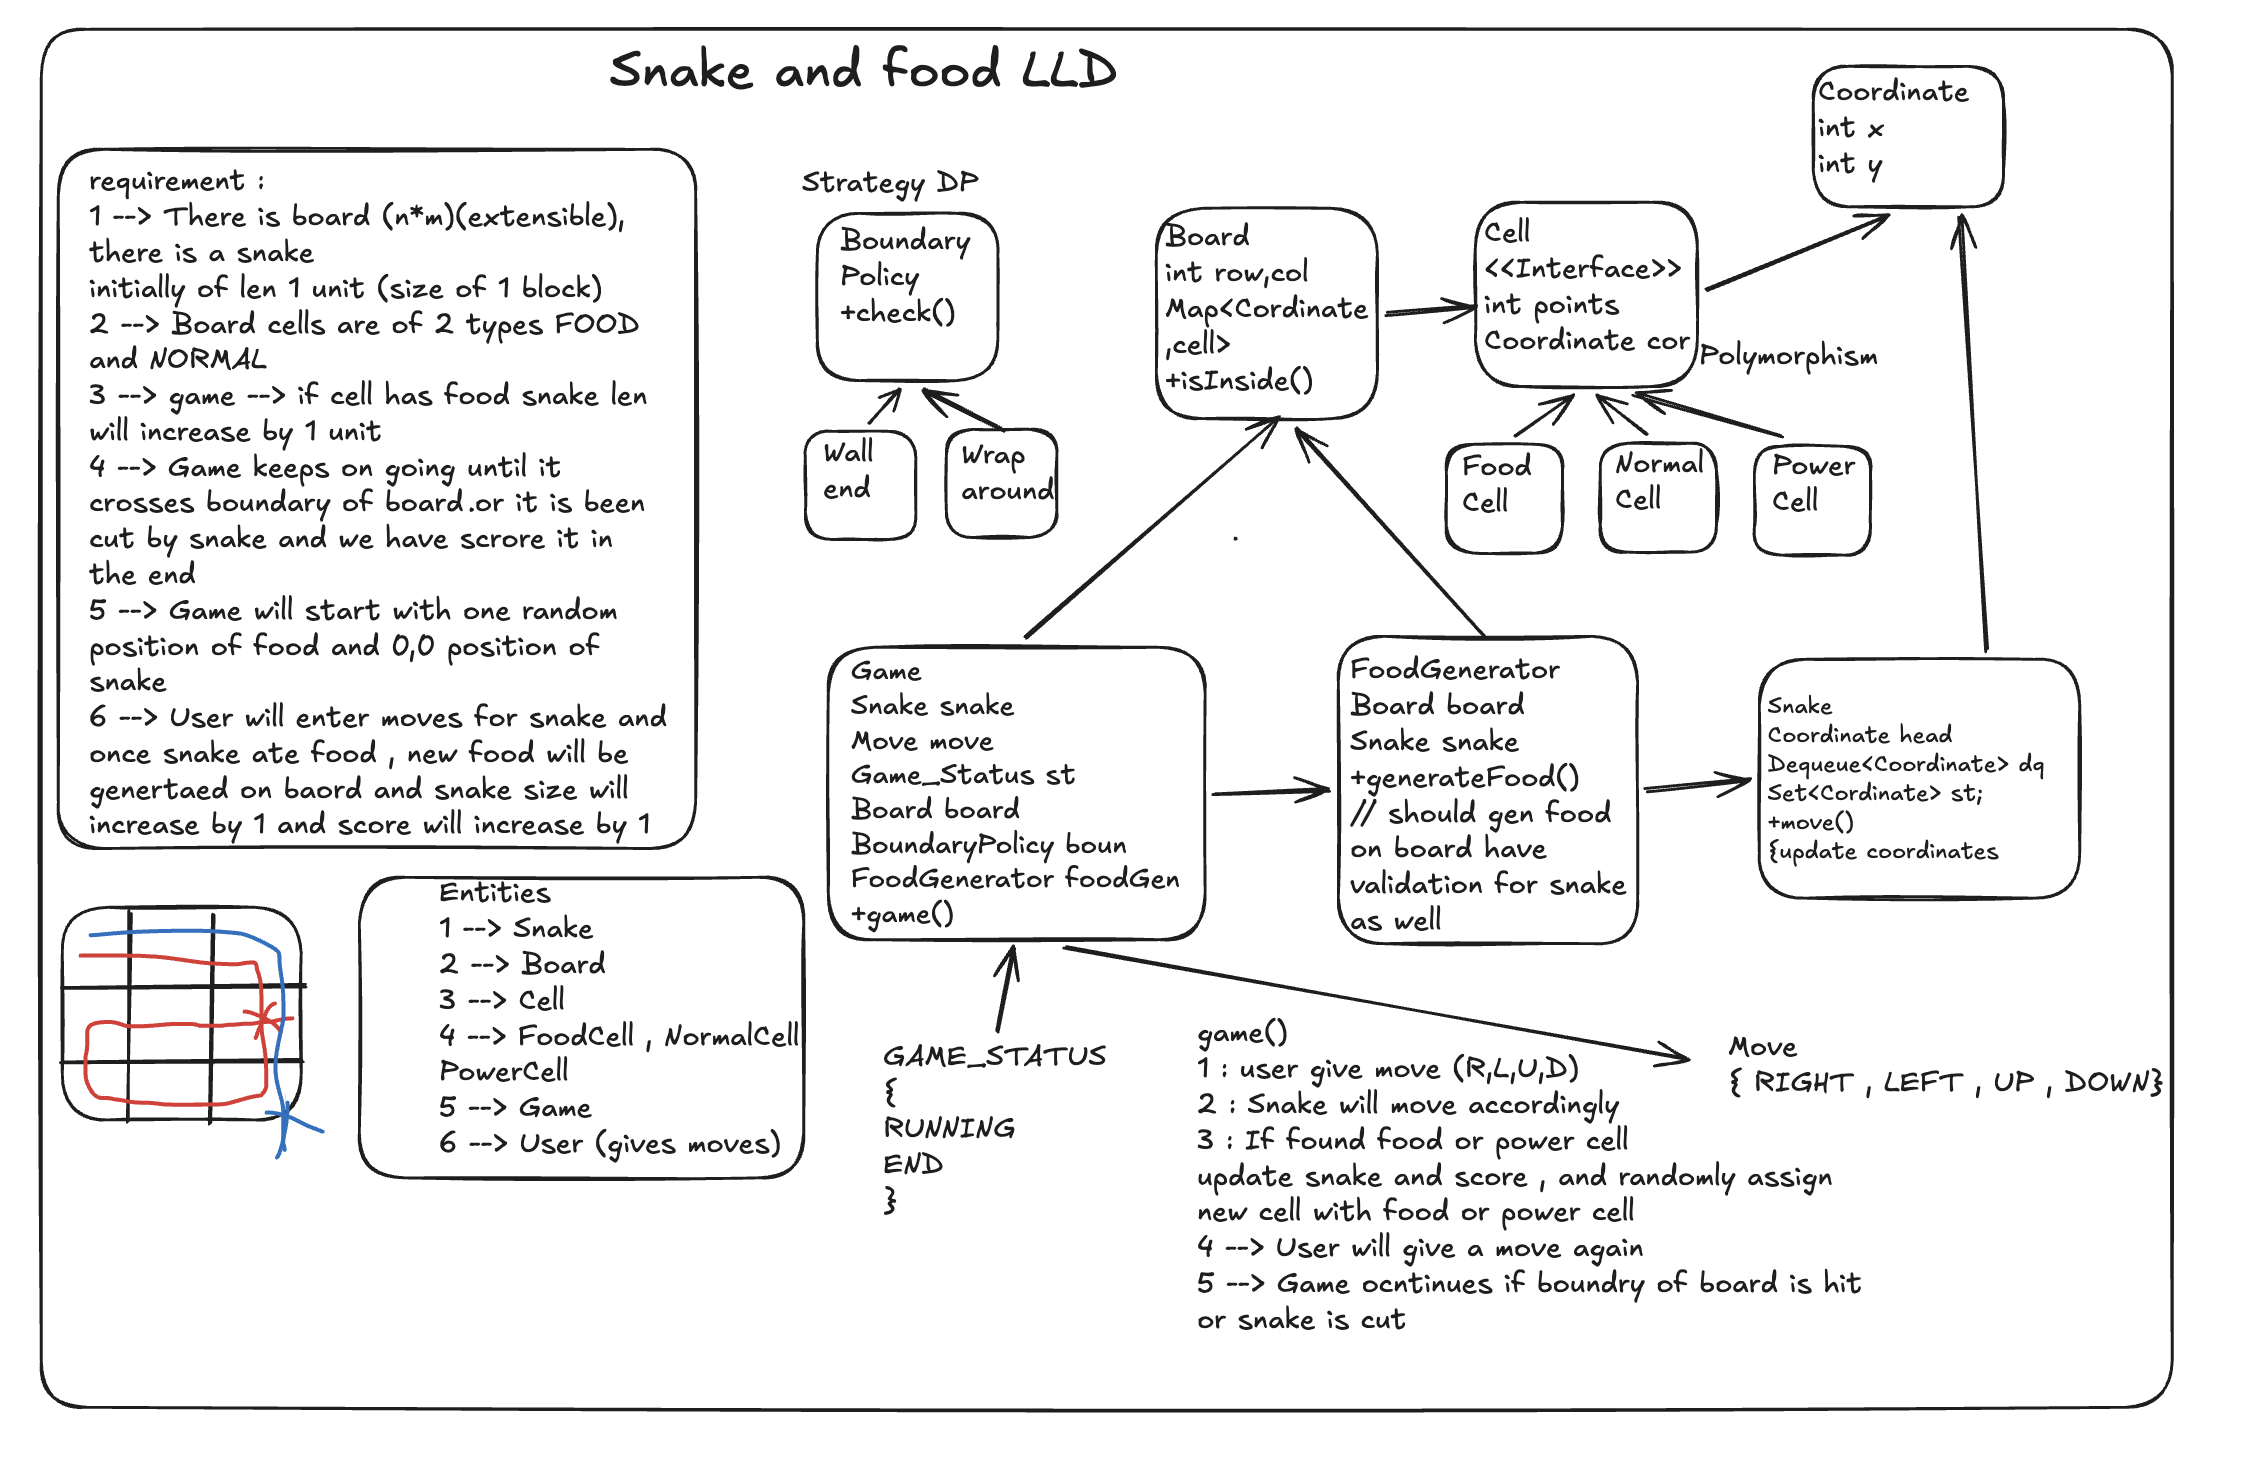 Snake and food LLD
requirement :
1 --> There is board (n*m)(extensible),
there is a snake
initially of len 1 unit (size of 1 block)
2 --> Board cells are of 2 types FOOD
and NORMAL
3 --> game --> if cell has food snake len
will increase by 1 unit
4 --> Game keeps on going until it
crosses boundary of board.or it is been
cut by snake and we have scrore it in
the end
5 --> Game will start with one random
position of food and 0,0 position of
snake
6 --> User will enter moves for snake and
once snake ate food , new food will be
genertaed on baord and snake size will
increase by 1 and score will increase by 1
Entities
1 --> Snake
2 --> Board
3 --> Cell
4 --> FoodCell , NormalCell
PowerCell
5 --> Game
6 --> User (gives moves)
Strategy DP
Boundary
Policy
+check()
Wall
end
Wrap
around
Board
int row,col
Map<Cordinate
,cell>
+isInside()
Cell
<<Interface>>
int points
Coordinate cor
Polymorphism
Coordinate
int x
int y
Food
Cell
Normal
Cell
Power
Cell
Game
Snake snake
Move move
Game_Status st
Board board
BoundaryPolicy boun
FoodGenerator foodGen
+game()
FoodGenerator
Board board
Snake snake
+generateFood()
// should gen food
on board have
validation for snake
as well
Snake
Coordinate head
Dequeue<Coordinate> dq
Set<Cordinate> st;
+move()
{update coordinates
GAME_STATUS
{
RUNNING
END
}
game()
1 : user give move (R,L,U,D)
2 : Snake will move accordingly
3 : If found food or power cell
update snake and score , and randomly assign
new cell with food or power cell
4 --> User will give a move again
5 --> Game ocntinues if boundry of board is hit
or snake is cut
Move
{ RIGHT , LEFT , UP , DOWN}